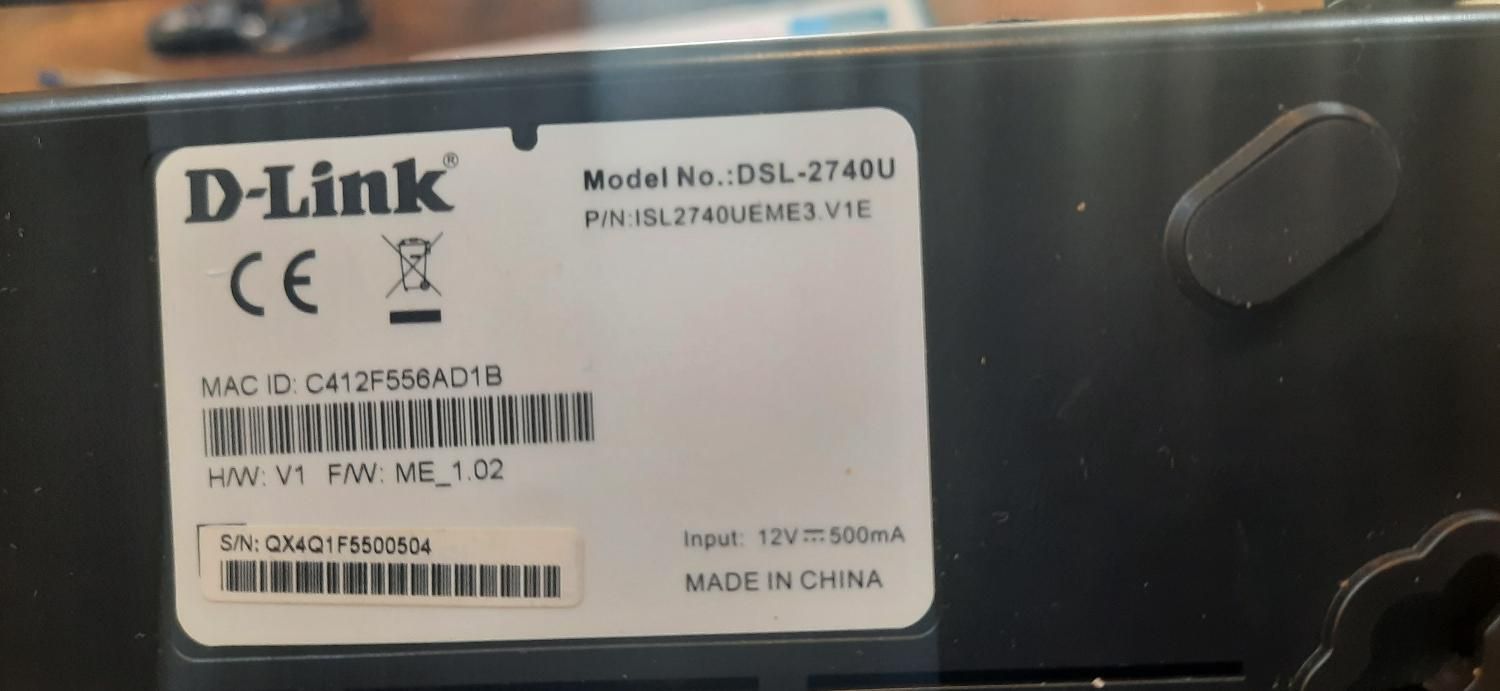 D-Link®
Model No.:DSL-2740U
P/N:ISL2740UEME3.V1E
CE
MAC ID: C412F556AD1B
H/W: V1 F/W: ME_1.02
S/N: QX4Q1F5500504
Input: 12V⎓500mA
MADE IN CHINA